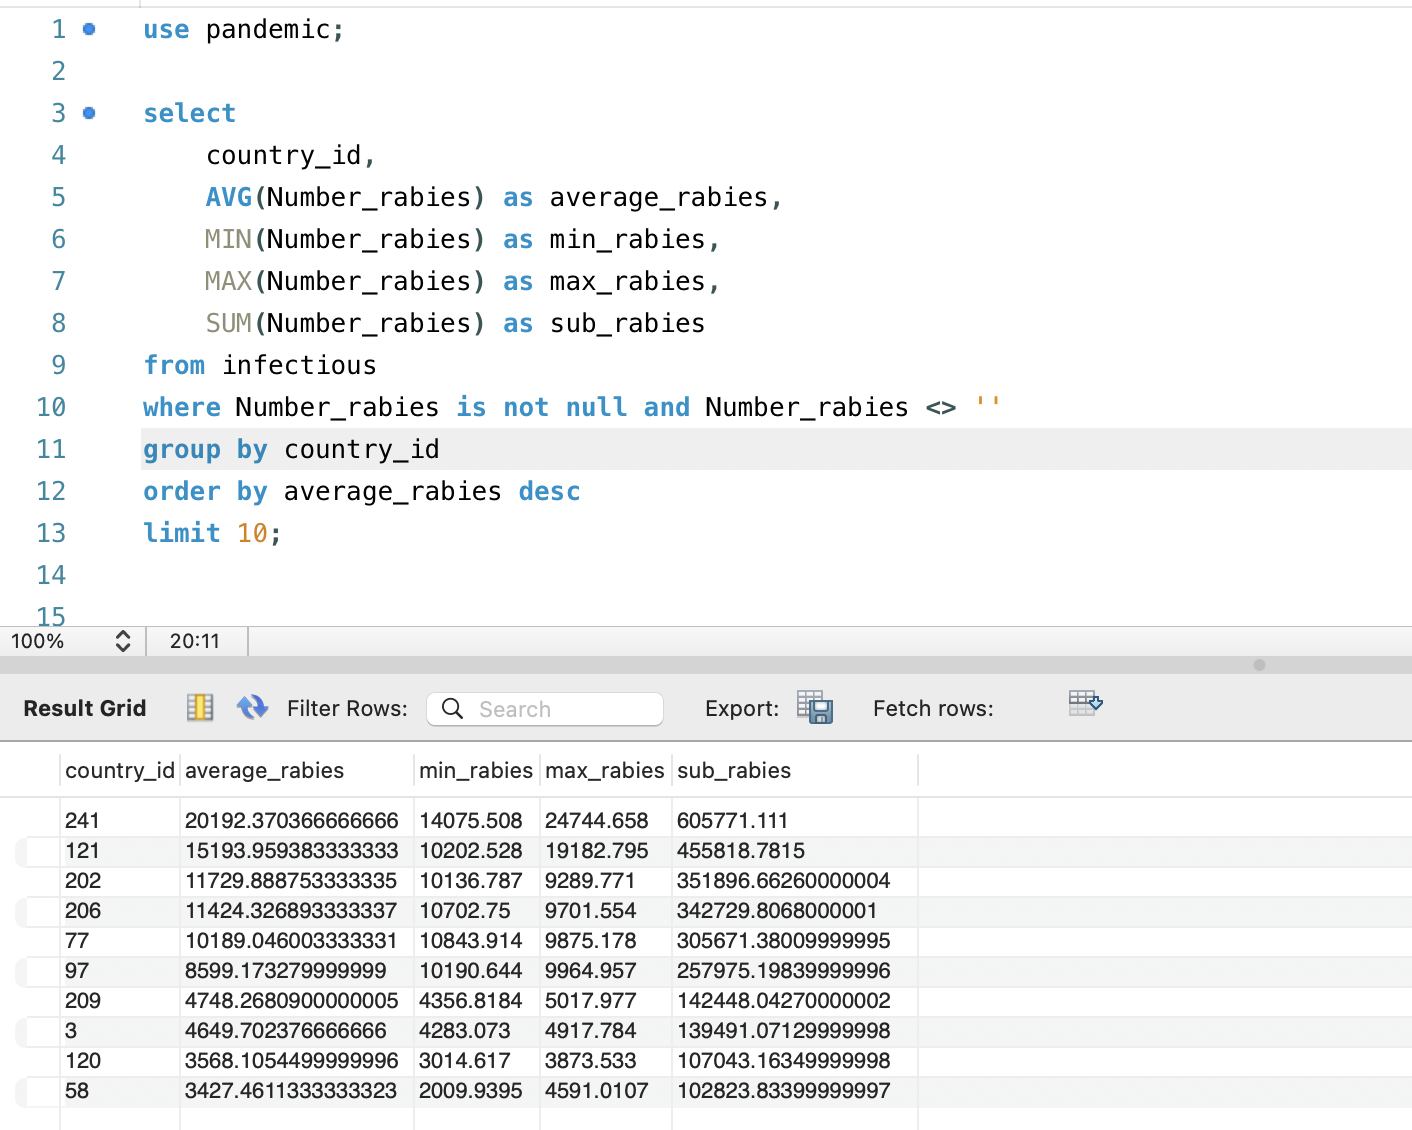 1 use pandemic;
2
3 select
4 country_id,
5 AVG(Number_rabies) as average_rabies,
6 MIN(Number_rabies) as min_rabies,
7 MAX(Number_rabies) as max_rabies,
8 SUM(Number_rabies) as sub_rabies
9 from infectious
10 where Number_rabies is not null and Number_rabies <> ''
11 group by country_id
12 order by average_rabies desc
13 limit 10;
14
15
100% 20:11
Result Grid Filter Rows: Search Export: Fetch rows:
country_id average_rabies min_rabies max_rabies sub_rabies
241 20192.370366666666 14075.508 24744.658 605771.111
121 15193.959383333333 10202.528 19182.795 455818.7815
202 11729.888753333335 10136.787 9289.771 351896.66260000004
206 11424.326893333337 10702.75 9701.554 342729.8068000001
77 10189.046003333331 10843.914 9875.178 305671.38009999995
97 8599.173279999999 10190.644 9964.957 257975.19839999996
209 4748.2680900000005 4356.8184 5017.977 142448.04270000002
3 4649.702376666666 4283.073 4917.784 139491.07129999998
120 3568.1054499999996 3014.617 3873.533 107043.16349999998
58 3427.4611333333323 2009.9395 4591.0107 102823.83399999997